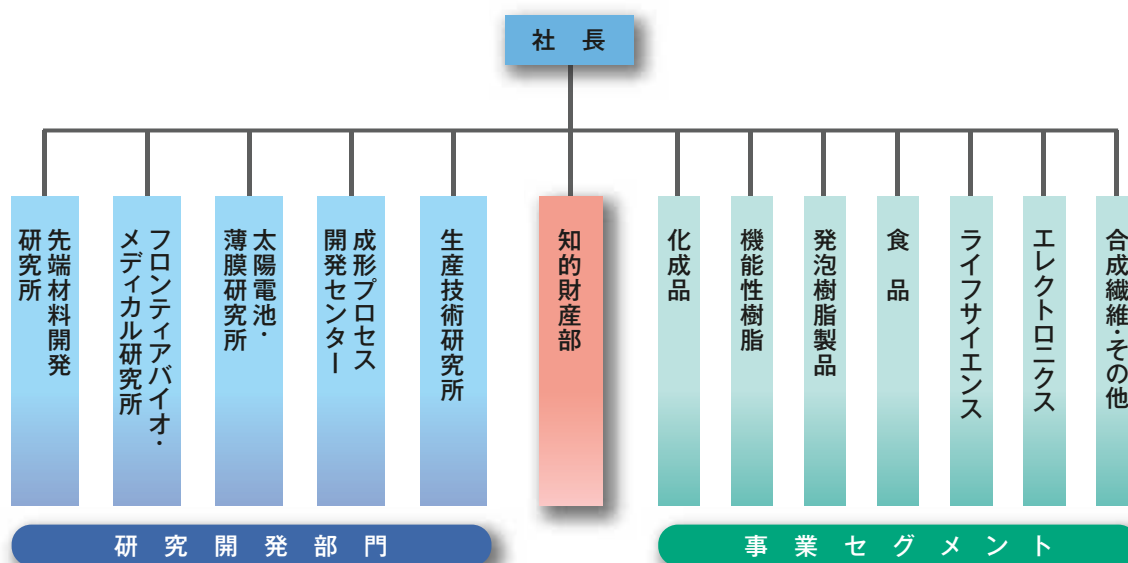 社長
先端材料開発
研究所
フロンティアバイオ・
メディカル研究所
太陽電池・
薄膜研究所
成形プロセス
開発センター
生産技術研究所
知的財産部
化成品
機能性樹脂
発泡樹脂製品
食品
ライフサイエンス
エレクトロニクス
合成繊維・その他
研究開発部門
事業セグメント